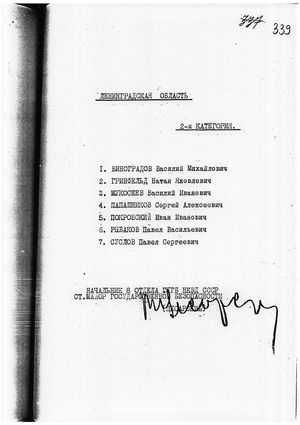 339
ЛЕНИНГРАДСКАЯ ОБЛАСТЬ
2-я КАТЕГОРИЯ.
1. ВИНОГРАДОВ Василий Михайлович
2. ГРИНФЕЛЬД Натан Яковлевич
3. МУКОСЕЕВ Василий Иванович
4. ПАПАШНИКОВ Сергей Алексеевич
5. ПОКРОВСКИЙ Иван Иванович
6. РЫБАКОВ Павел Васильевич
7. СУСЛОВ Павел Сергеевич
НАЧАЛЬНИК 8 ОТДЕЛА ГУГБ НКВД СССР
СТ.МАЙОР ГОСУДАРСТВЕННОЙ БЕЗОПАСНОСТИ